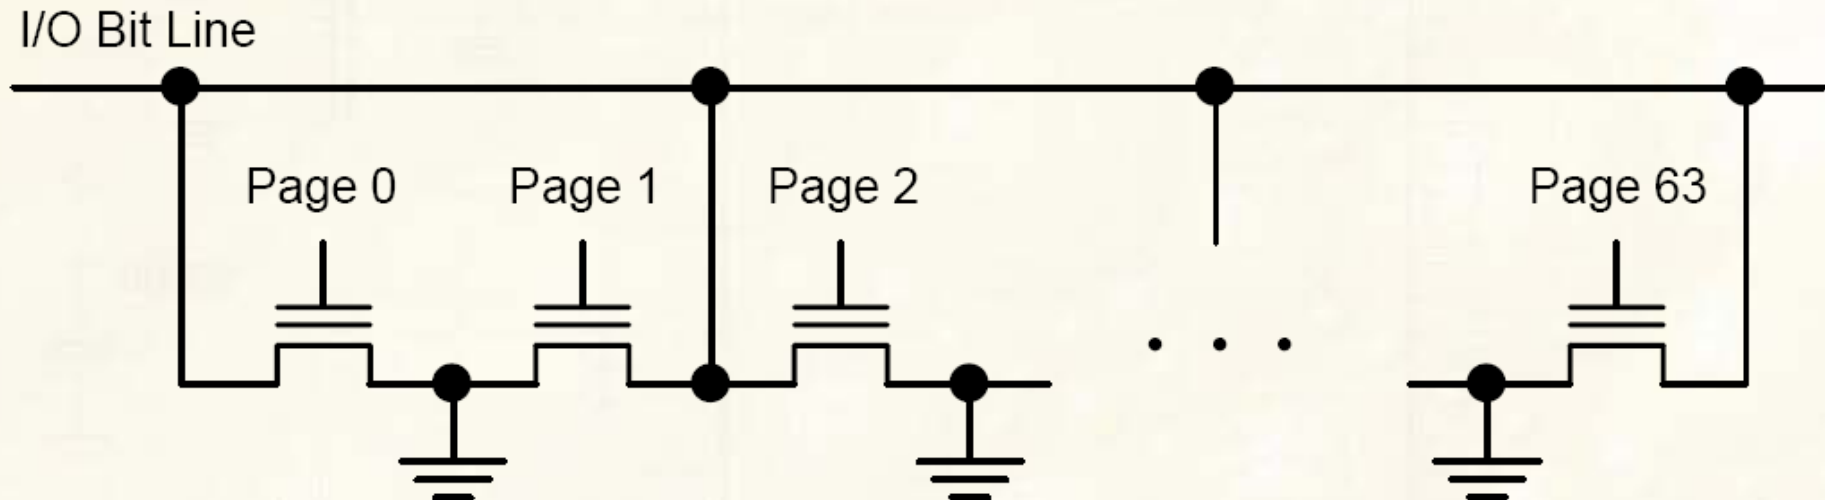 I/O Bit Line
Page 0 Page 1 Page 2 Page 63